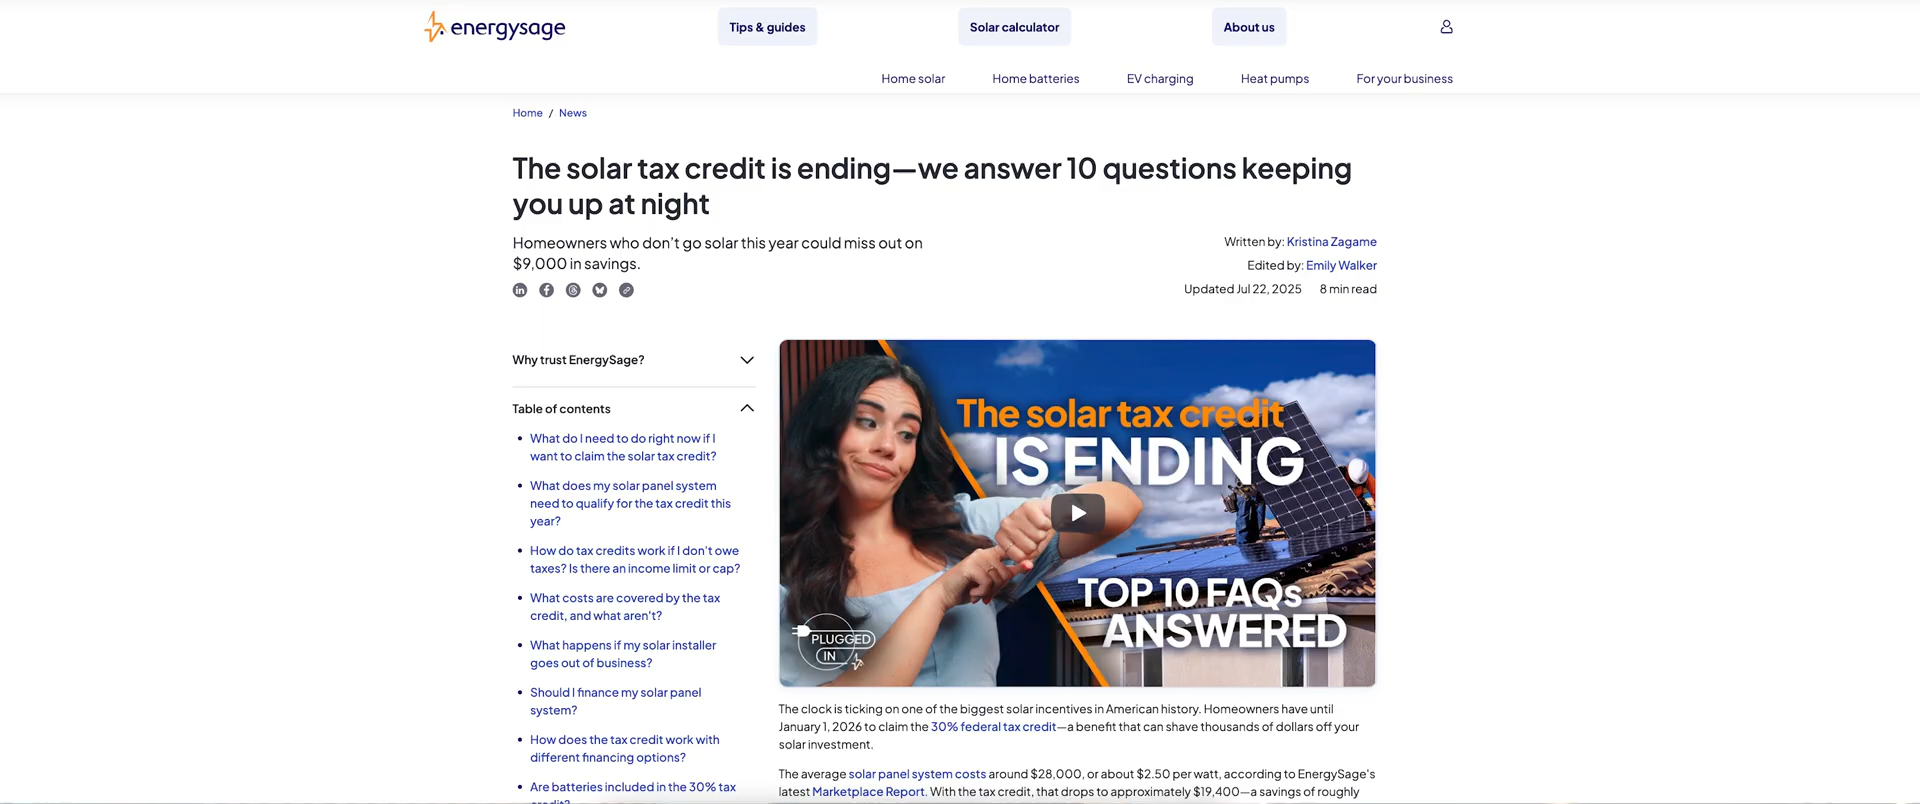 energysage
Tips & guides
Solar calculator
About us
Home solar
Home batteries
EV charging
Heat pumps
For your business
Home / News
The solar tax credit is ending—we answer 10 questions keeping
you up at night
Homeowners who don't go solar this year could miss out on
$9,000 in savings.
Written by: Kristina Zagame
Edited by: Emily Walker
Updated Jul 22, 2025 8 min read
Why trust EnergySage?
Table of contents
What do I need to do right now if I
want to claim the solar tax credit?
What does my solar panel system
need to qualify for the tax credit this
year?
How do tax credits work if I don't owe
taxes? Is there an income limit or cap?
What costs are covered by the tax
credit, and what aren't?
What happens if my solar installer
goes out of business?
Should I finance my solar panel
system?
How does the tax credit work with
different financing options?
Are batteries included in the 30% tax
credit?
The solar tax credit
IS ENDING
TOP 10 FAQs
ANSWERED
PLUGGED
IN
The clock is ticking on one of the biggest solar incentives in American history. Homeowners have until
January 1, 2026 to claim the 30% federal tax credit—a benefit that can shave thousands of dollars off your
solar investment.
The average solar panel system costs around $28,000, or about $2.50 per watt, according to EnergySage's
latest Marketplace Report. With the tax credit, that drops to approximately $19,400—a savings of roughly